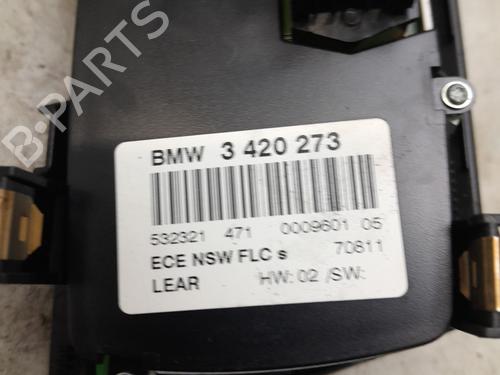 B-PARTS
BMW 3 420 273
532321 471 0009601 05
ECE NSW FLC s 70811
LEAR HW: 02 /SW: